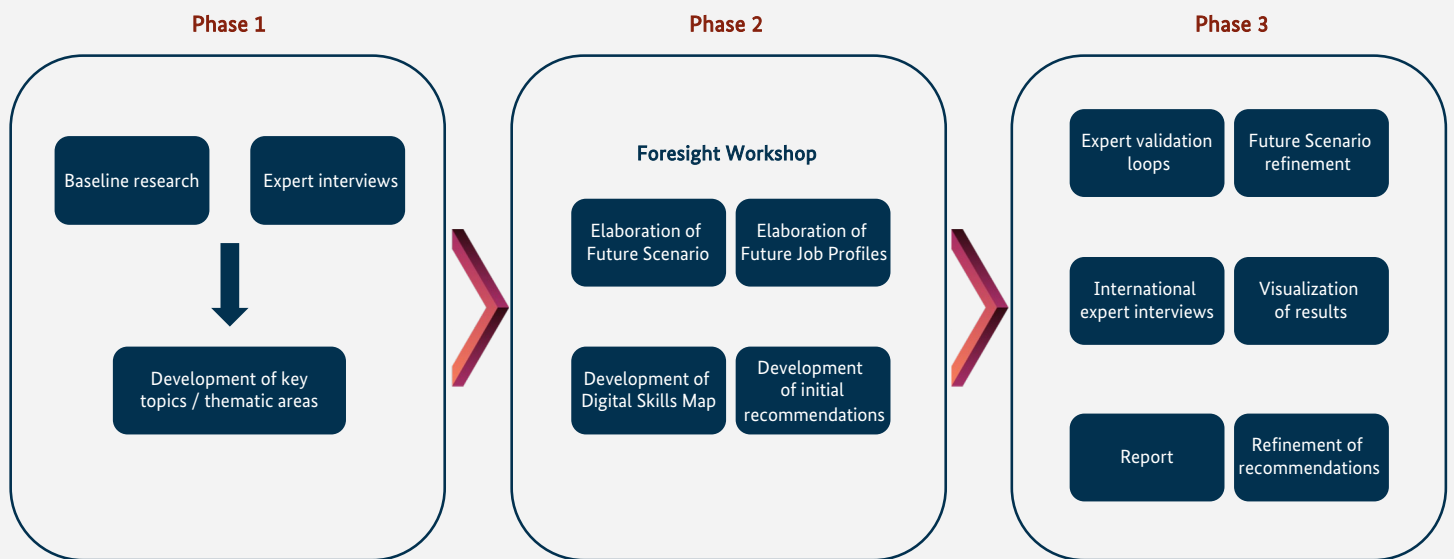 Phase 1
Baseline research
Expert interviews
Development of key
topics / thematic areas
Phase 2
Foresight Workshop
Elaboration of
Future Scenario
Elaboration of
Future Job Profiles
Development of
Digital Skills Map
Development
of initial
recommendations
Phase 3
Expert validation
loops
Future Scenario
refinement
International
expert interviews
Visualization
of results
Report
Refinement of
recommendations